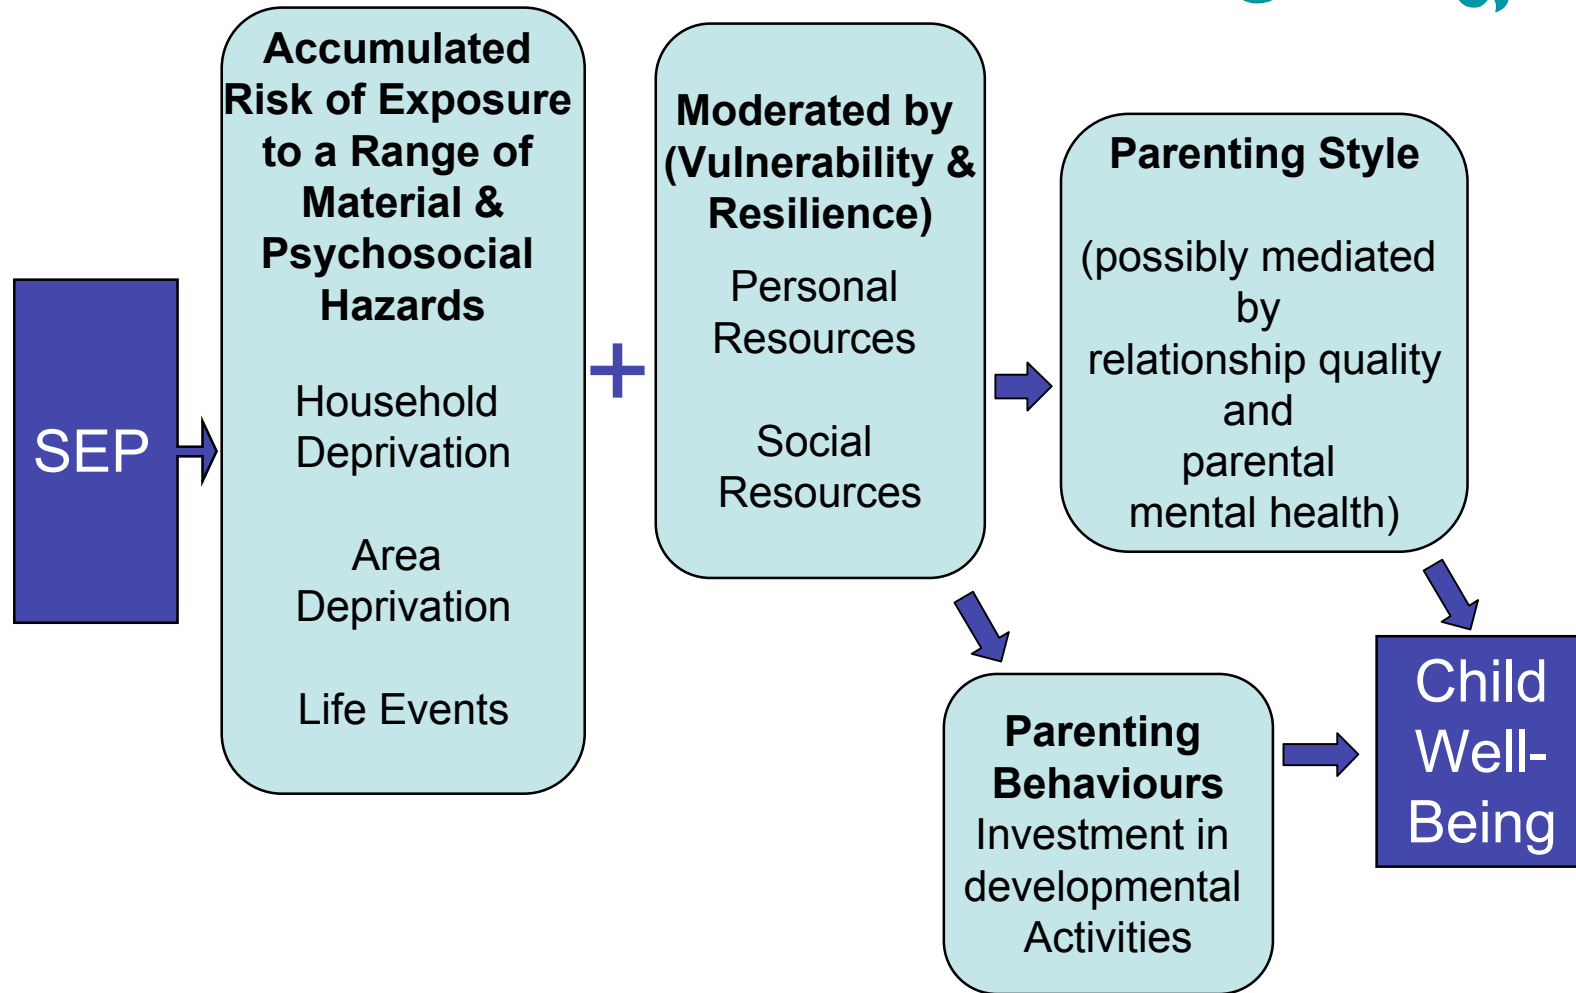 SEP
Accumulated
Risk of Exposure
to a Range of
Material &
Psychosocial
Hazards
Household
Deprivation
Area
Deprivation
Life Events
+
Moderated by
(Vulnerability &
Resilience)
Personal
Resources
Social
Resources
Parenting Style
(possibly mediated
by
relationship quality
and
parental
mental health)
Parenting
Behaviours
Investment in
developmental
Activities
Child
Well-
Being